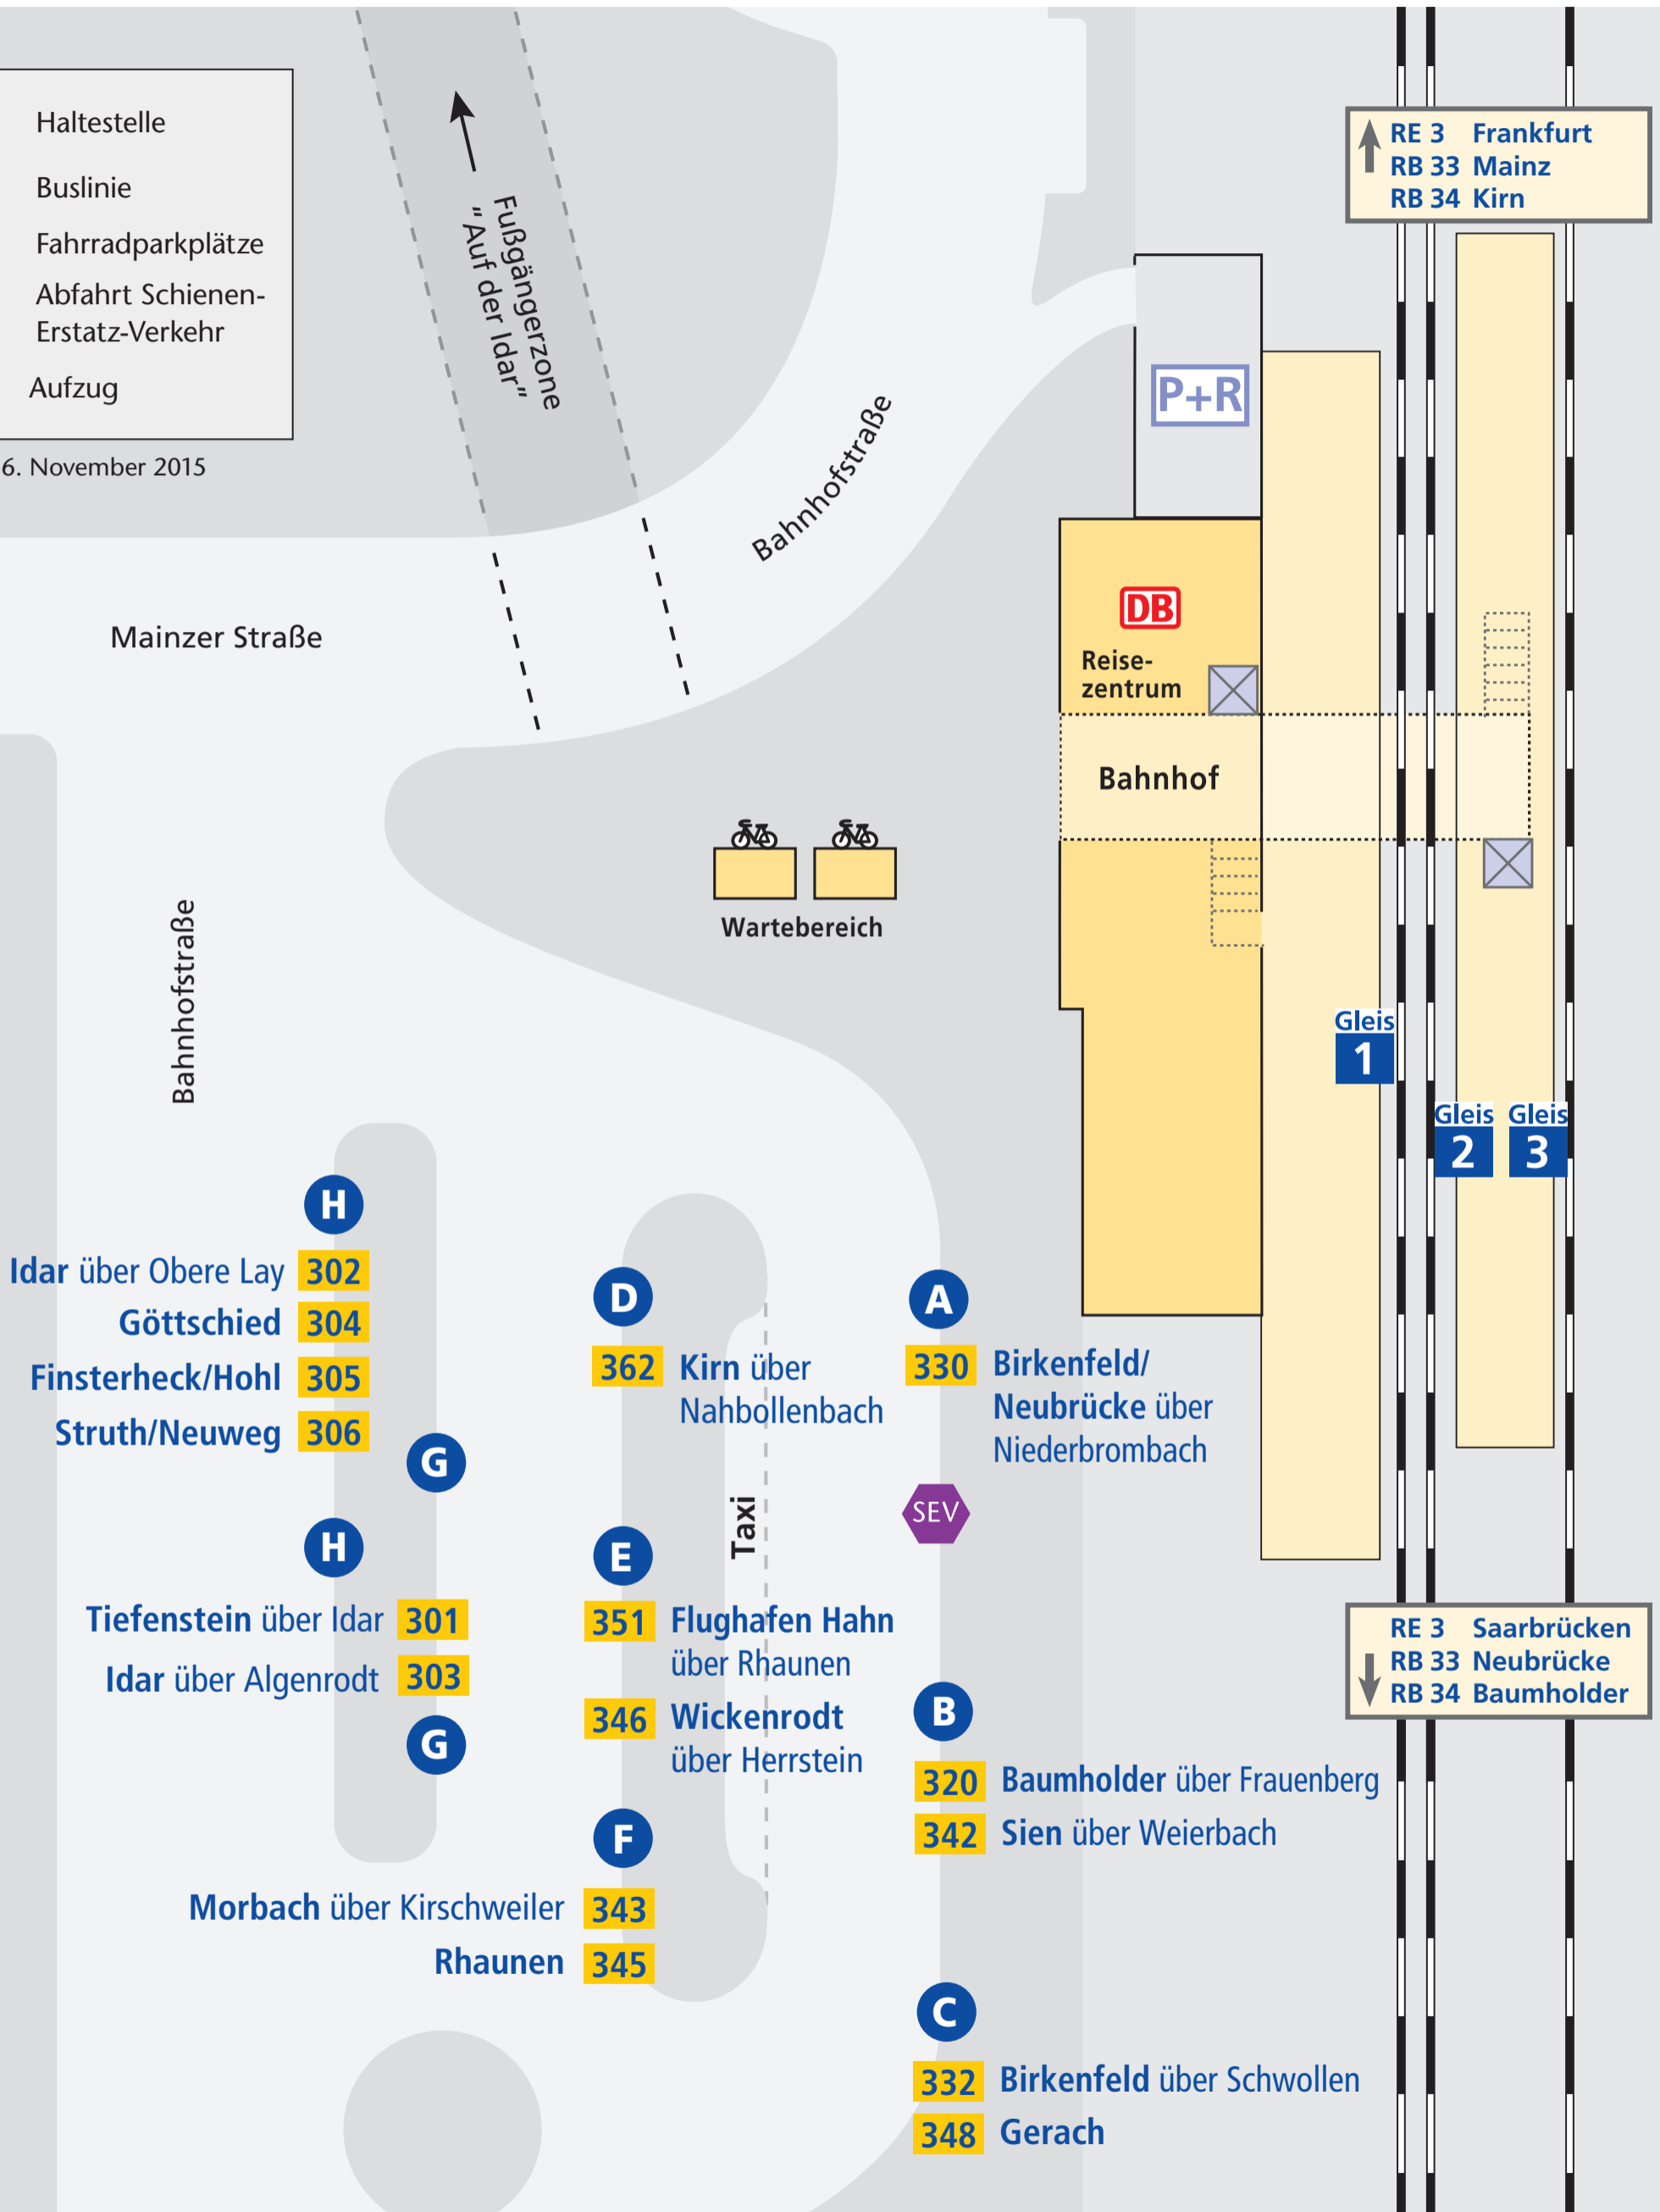 Haltestelle
Buslinie
Fahrradparkplätze
Abfahrt Schienen-
Erstatz-Verkehr
Aufzug
6. November 2015
Fußgängerzone
"Auf der Idar"
Bahnhofstraße
Mainzer Straße
Bahnhofstraße
RE 3 Frankfurt
RB 33 Mainz
RB 34 Kirn
P+R
DB
Reise-
zentrum
Bahnhof
Wartebereich
Gleis
1
Gleis
2
Gleis
3
H
Idar über Obere Lay 302
Göttschied 304
Finsterheck/Hohl 305
Struth/Neuweg 306
G
H
Tiefenstein über Idar 301
Idar über Algenrodt 303
G
D
362 Kirn über
Nahbollenbach
Taxi
E
351 Flughafen Hahn
über Rhaunen
346 Wickenrodt
über Herrstein
F
Morbach über Kirschweiler 343
Rhaunen 345
A
330 Birkenfeld/
Neubrücke über
Niederbrombach
SEV
B
320 Baumholder über Frauenberg
342 Sien über Weierbach
C
332 Birkenfeld über Schwollen
348 Gerach
RE 3 Saarbrücken
RB 33 Neubrücke
RB 34 Baumholder